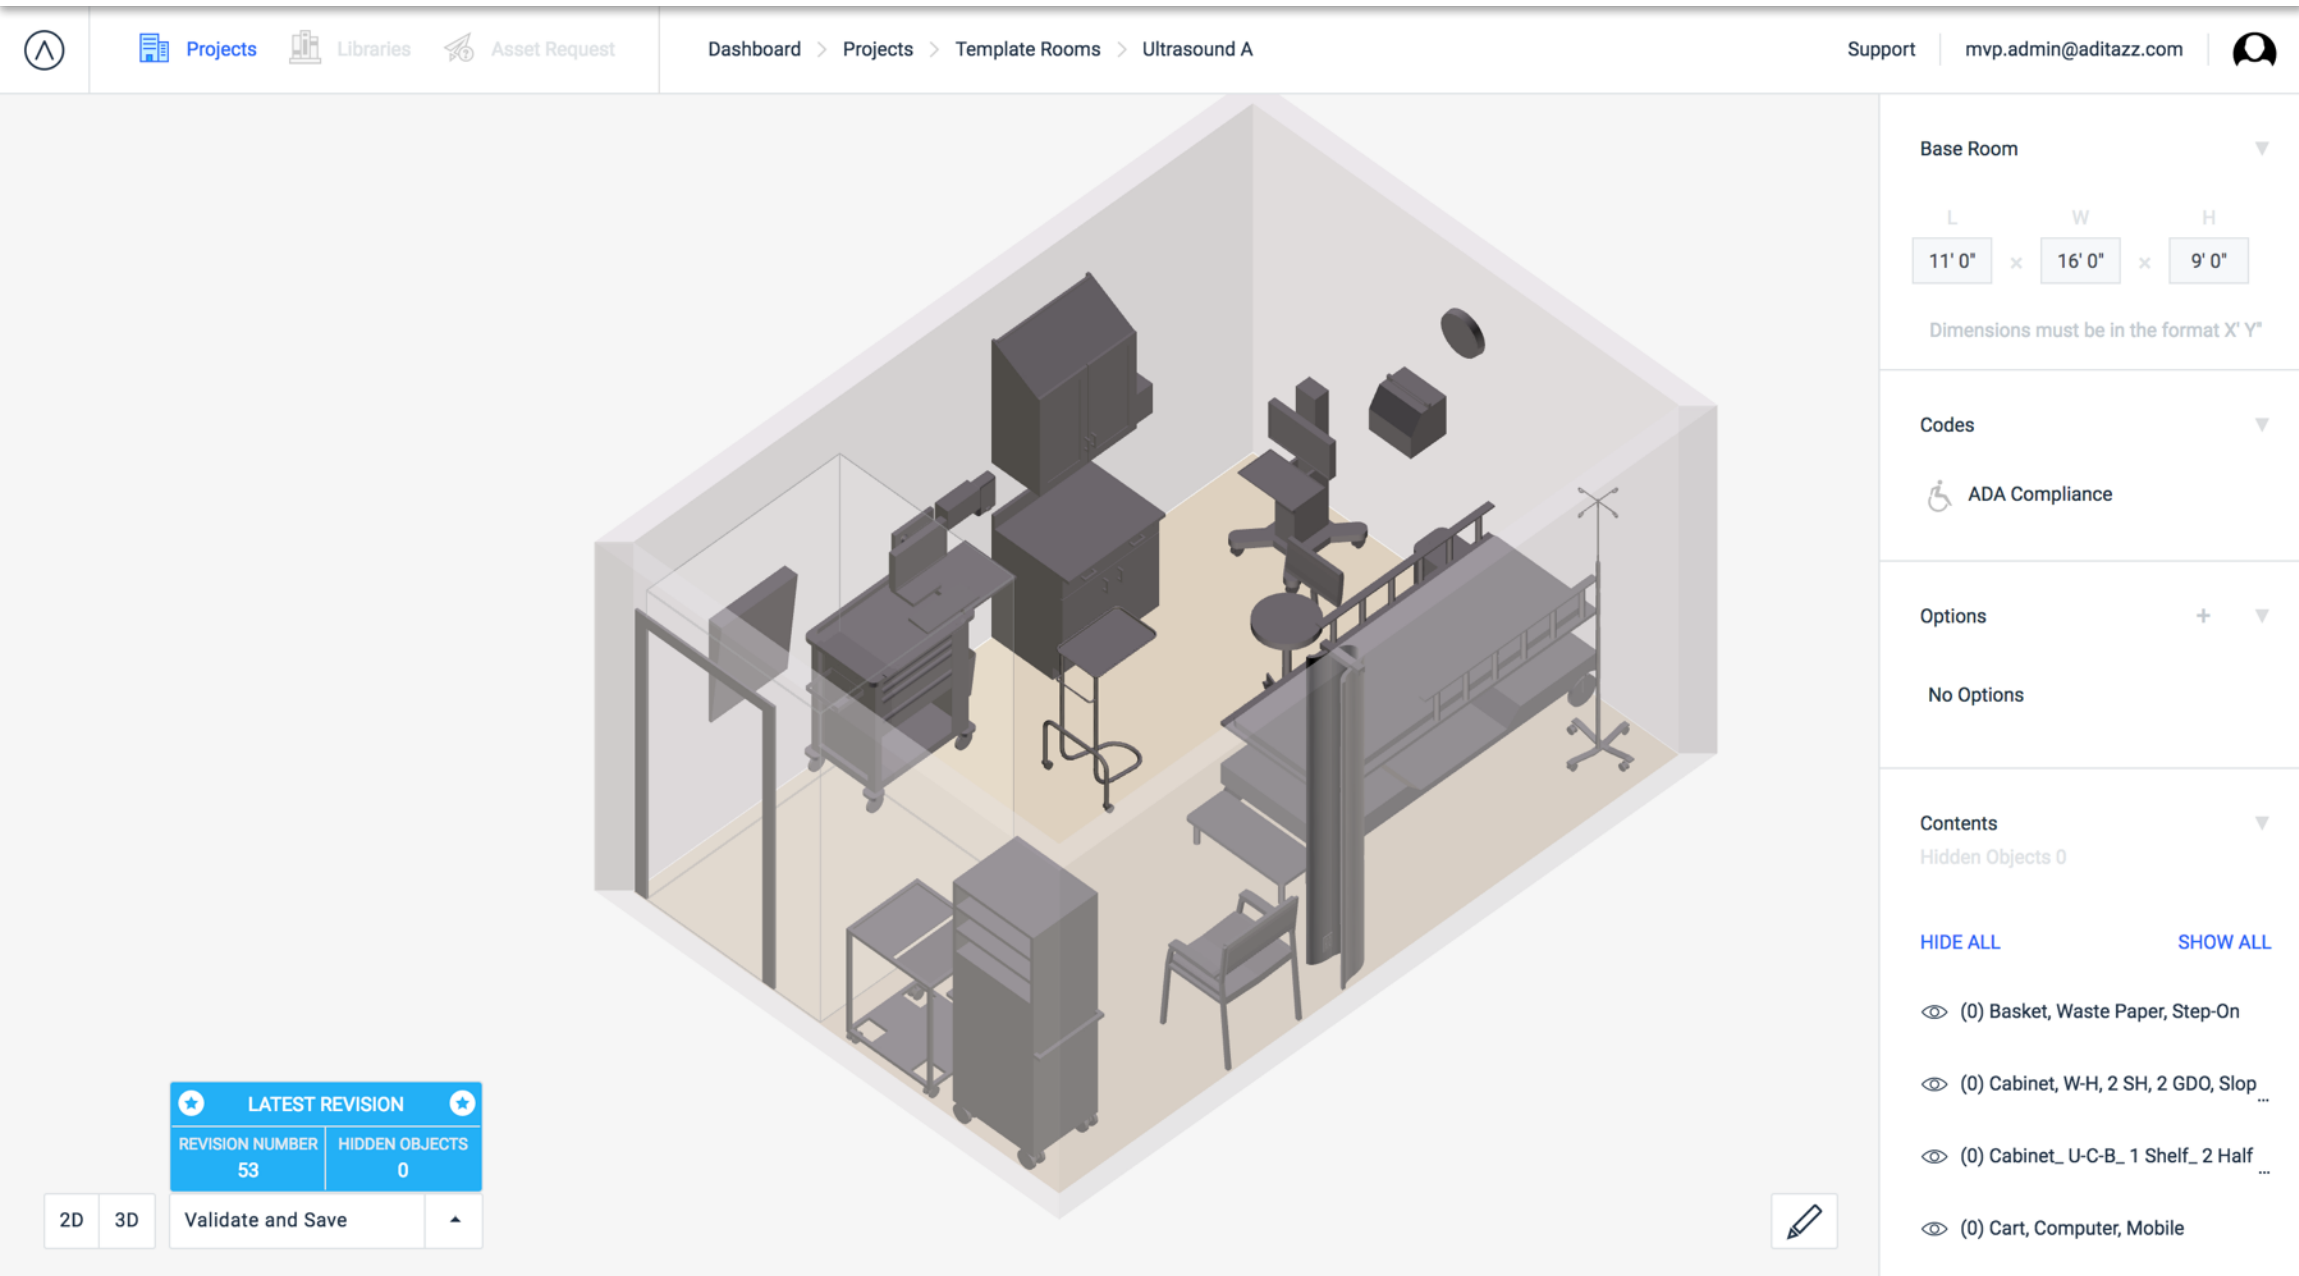 Projects
Libraries
Asset Request
Dashboard > Projects > Template Rooms > Ultrasound A
Support
mvp.admin@aditazz.com
Base Room
L W H
11' 0" × 16' 0" × 9' 0"
Dimensions must be in the format X' Y"
Codes
ADA Compliance
Options +
No Options
Contents
Hidden Objects 0
HIDE ALL SHOW ALL
(0) Basket, Waste Paper, Step-On
(0) Cabinet, W-H, 2 SH, 2 GDO, Slop...
(0) Cabinet_ U-C-B_ 1 Shelf_ 2 Half...
(0) Cart, Computer, Mobile
LATEST REVISION
REVISION NUMBER HIDDEN OBJECTS
53 0
2D 3D Validate and Save